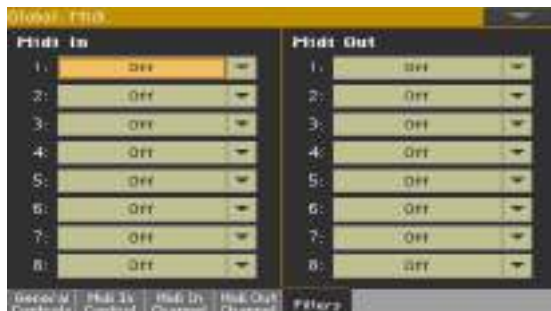 Global: Midi
Midi In
Midi Out
1: Off
1: Off
2: Off
2: Off
3: Off
3: Off
4: Off
4: Off
5: Off
5: Off
6: Off
6: Off
7: Off
7: Off
8: Off
8: Off
General Controls
Midi In Control
Midi In Channel
Midi Out Channel
Filters